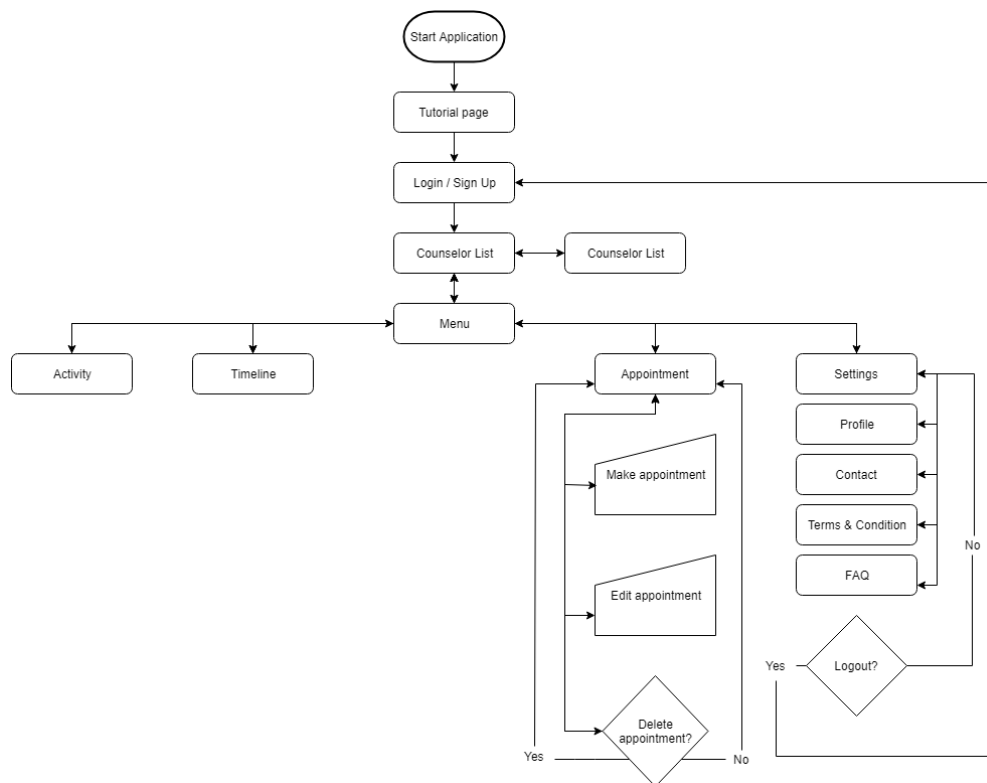 Start Application
Tutorial page
Login / Sign Up
Counselor List
Counselor List
Menu
Activity
Timeline
Appointment
Settings
Profile
Make appointment
Contact
Terms & Condition
No
FAQ
Edit appointment
Yes
Logout?
Delete
appointment?
Yes
No